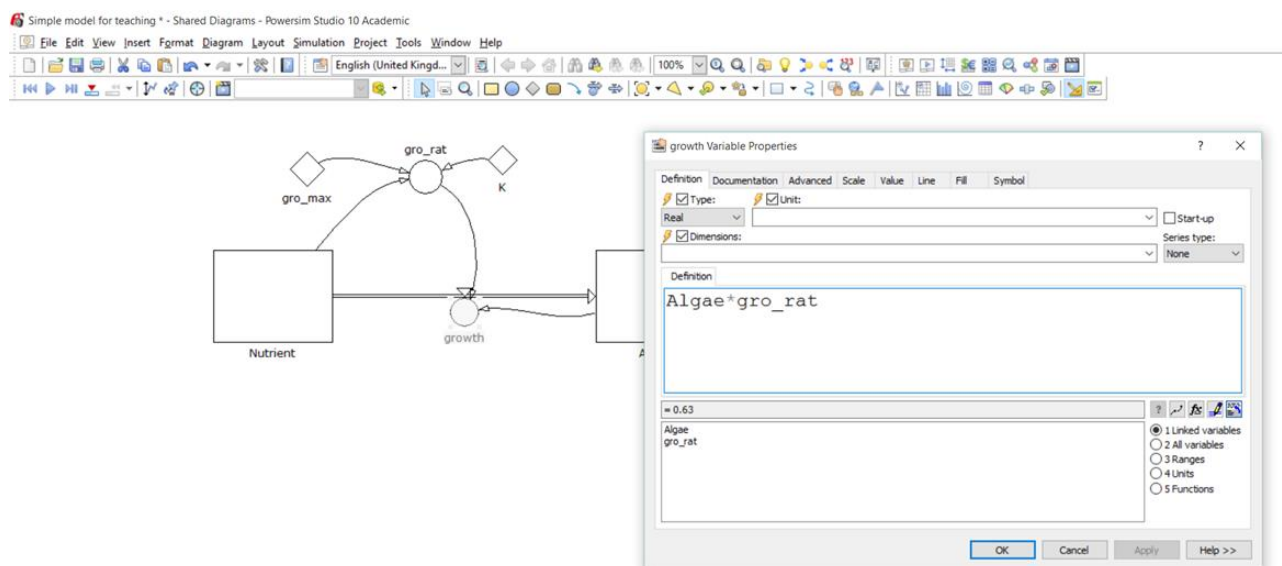 Simple model for teaching * - Shared Diagrams - Powersim Studio 10 Academic
File Edit View Insert Format Diagram Layout Simulation Project Tools Window Help
English (United Kingd... 100%
gro_rat
gro_max
K
Nutrient
growth
A
growth Variable Properties ?
Definition Documentation Advanced Scale Value Line Fill Symbol
Type: Unit:
Real Start-up
Dimensions: Series type:
None
Definition
Algae*gro_rat
= 0.63
? fx
Algae
gro_rat
1 Linked variables
2 All variables
3 Ranges
4 Units
5 Functions
OK Cancel Apply Help >>